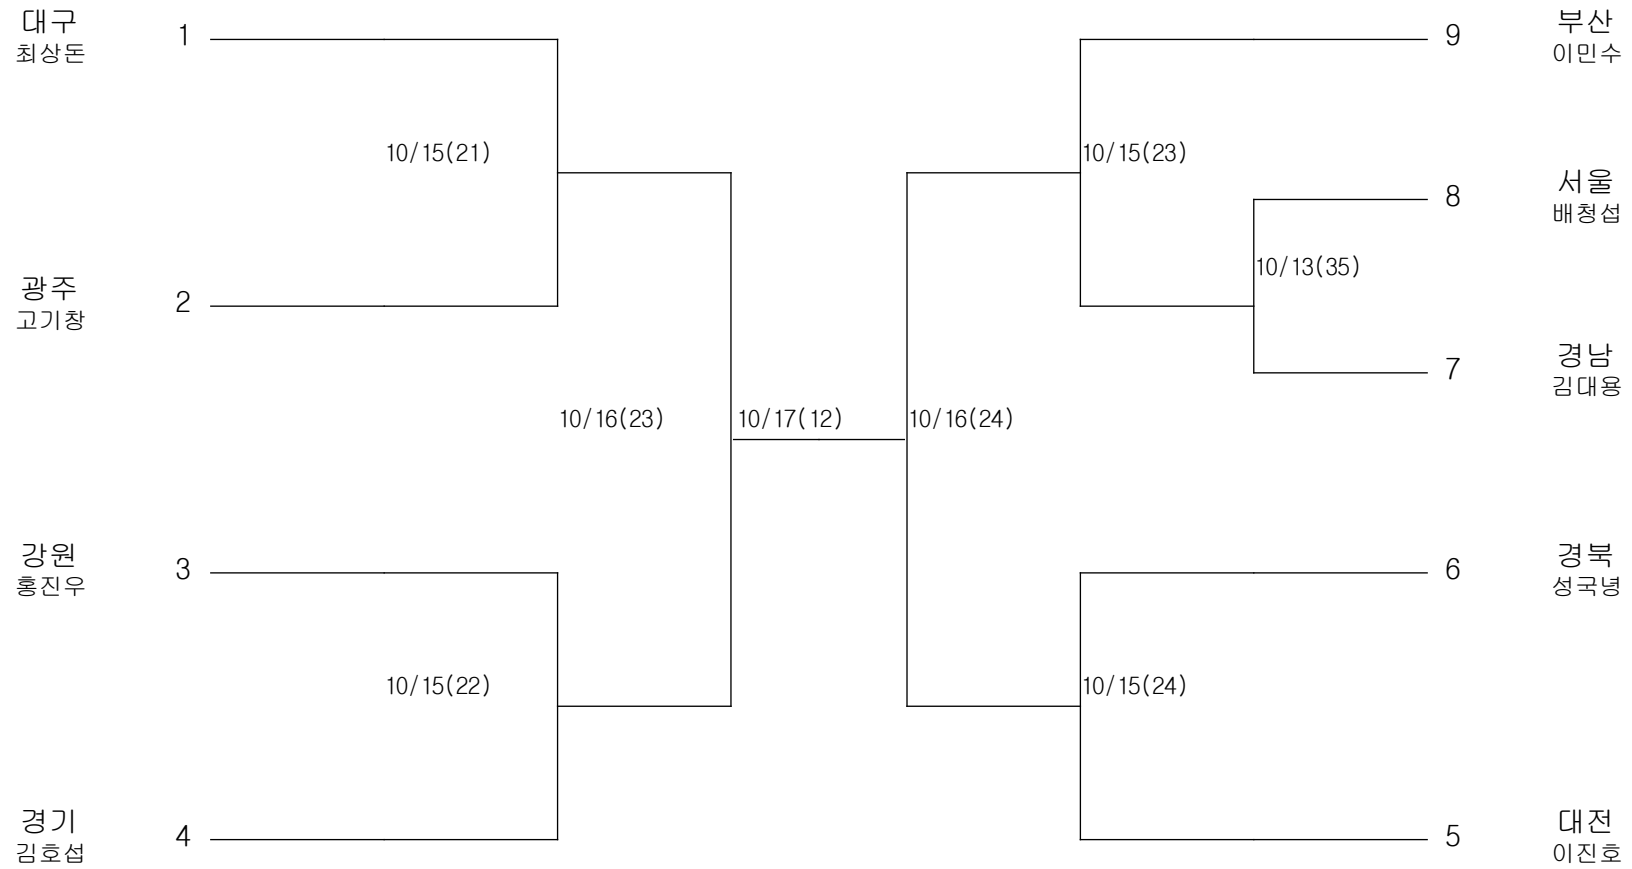 대구
최상돈
1
9
부산
이민수
10/15(21)
10/15(23)
8
서울
배청섭
10/13(35)
광주
고기창
2
7
경남
김대용
10/16(23)
10/17(12)
10/16(24)
강원
홍진우
3
6
경북
성국녕
10/15(22)
10/15(24)
경기
김호섭
4
5
대전
이진호